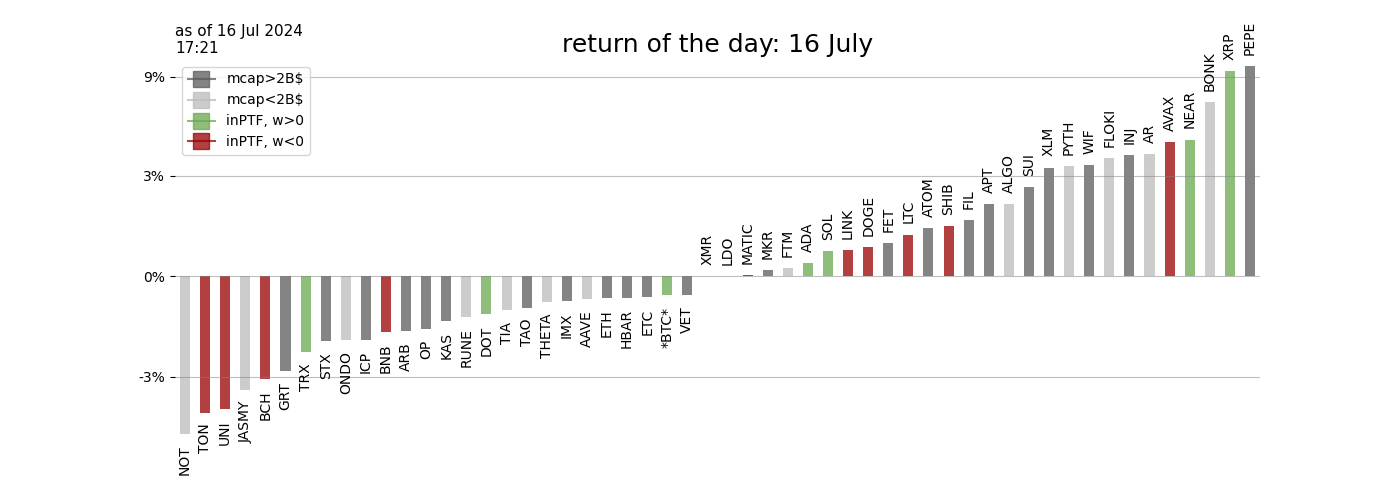 as of 16 Jul 2024
17:21
return of the day: 16 July
mcap>2B$
mcap<2B$
inPTF, w>0
inPTF, w<0
9%
3%
0%
-3%
NOT
TON
UNI
JASMY
BCH
GRT
TRX
STX
ONDO
ICP
BNB
ARB
OP
KAS
RUNE
DOT
TIA
TAO
THETA
IMX
AAVE
ETH
HBAR
ETC
*BTC*
VET
XMR
LDO
MATIC
MKR
FTM
ADA
SOL
LINK
DOGE
FET
LTC
ATOM
SHIB
FIL
APT
ALGO
SUI
XLM
PYTH
WIF
FLOKI
INJ
AR
AVAX
NEAR
BONK
XRP
PEPE